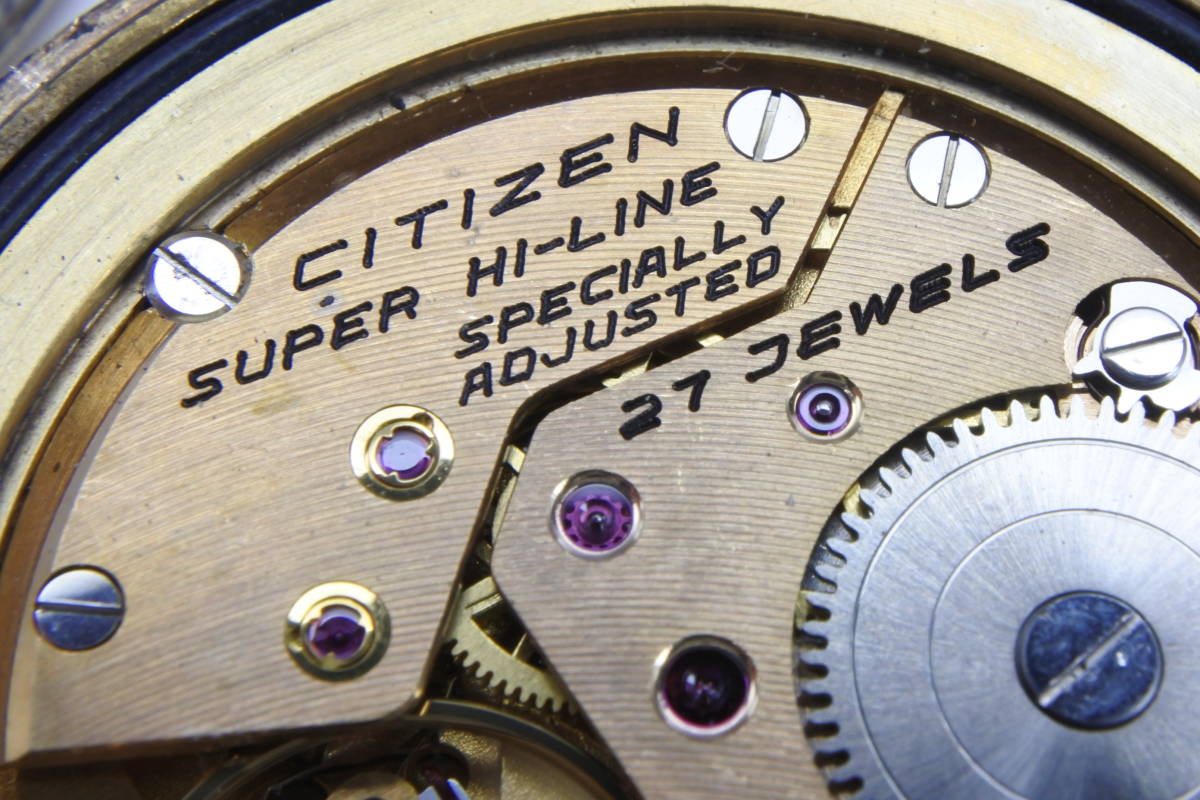 CITIZEN
SUPER HI-LINE
SPECIALLY
ADJUSTED
27 JEWELS